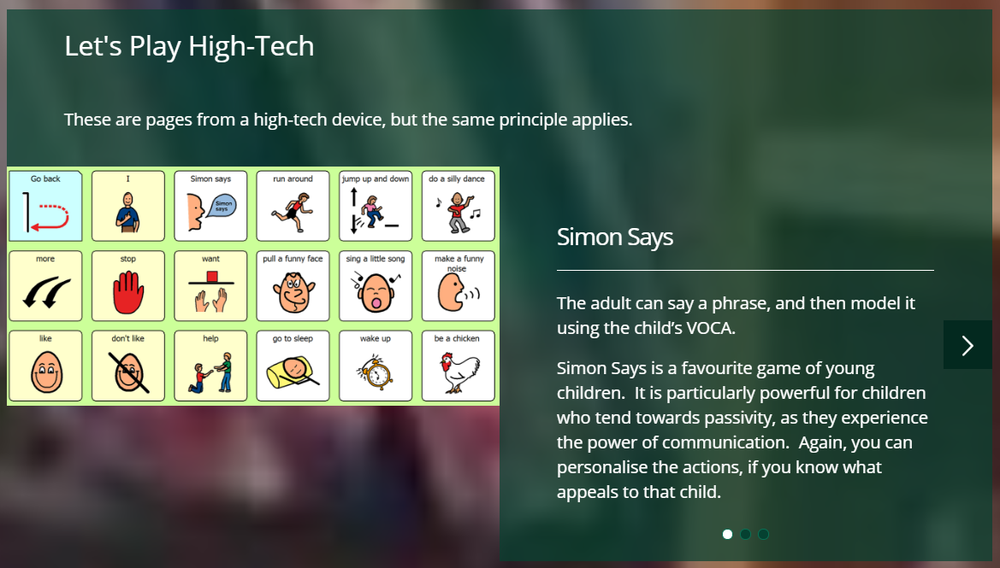 Let's Play High-Tech
These are pages from a high-tech device, but the same principle applies.
Go back
I
Simon says
Simon
says
run around
jump up and down
do a silly dance
more
stop
want
pull a funny face
sing a little song
make a funny
noise
like
don't like
help
go to sleep
wake up
be a chicken
Simon Says
The adult can say a phrase, and then model it
using the child’s VOCA.
Simon Says is a favourite game of young
children.  It is particularly powerful for children
who tend towards passivity, as they experience
the power of communication.  Again, you can
personalise the actions, if you know what
appeals to that child.